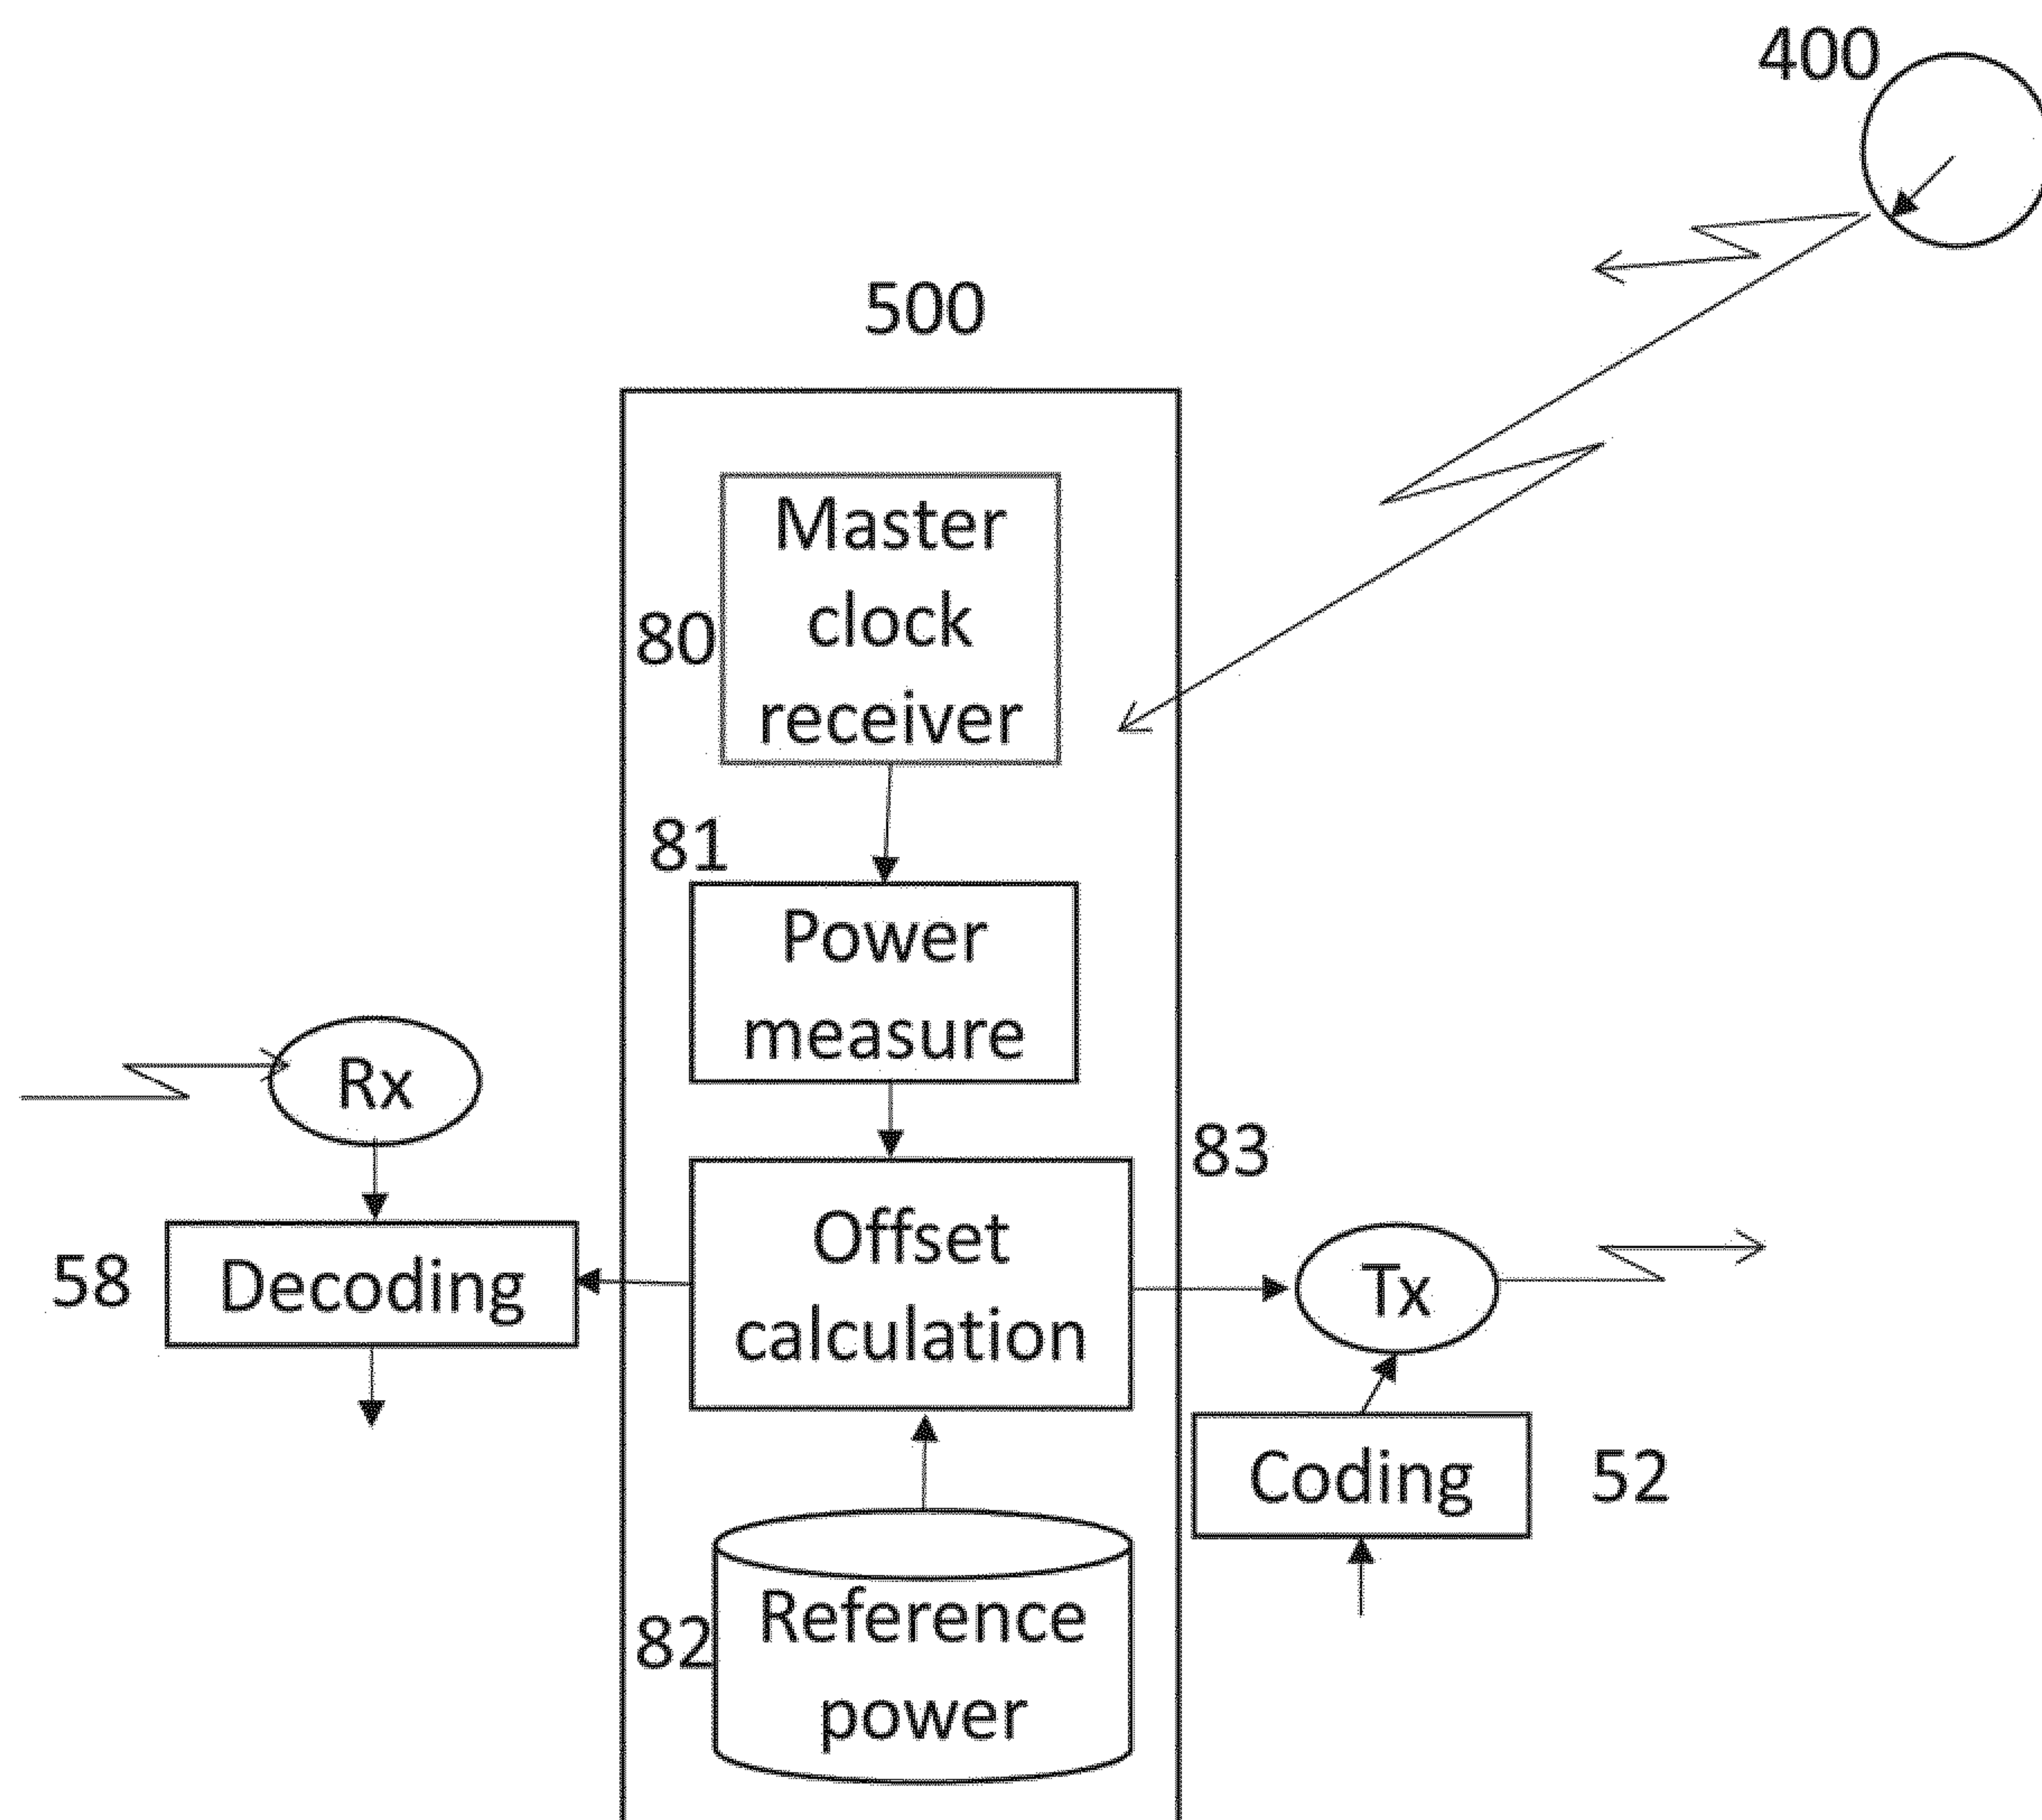 400
500
Master
clock
receiver
80
81
Power
measure
Rx
83
Offset
calculation
58
Decoding
Tx
Coding
52
82
Reference
power